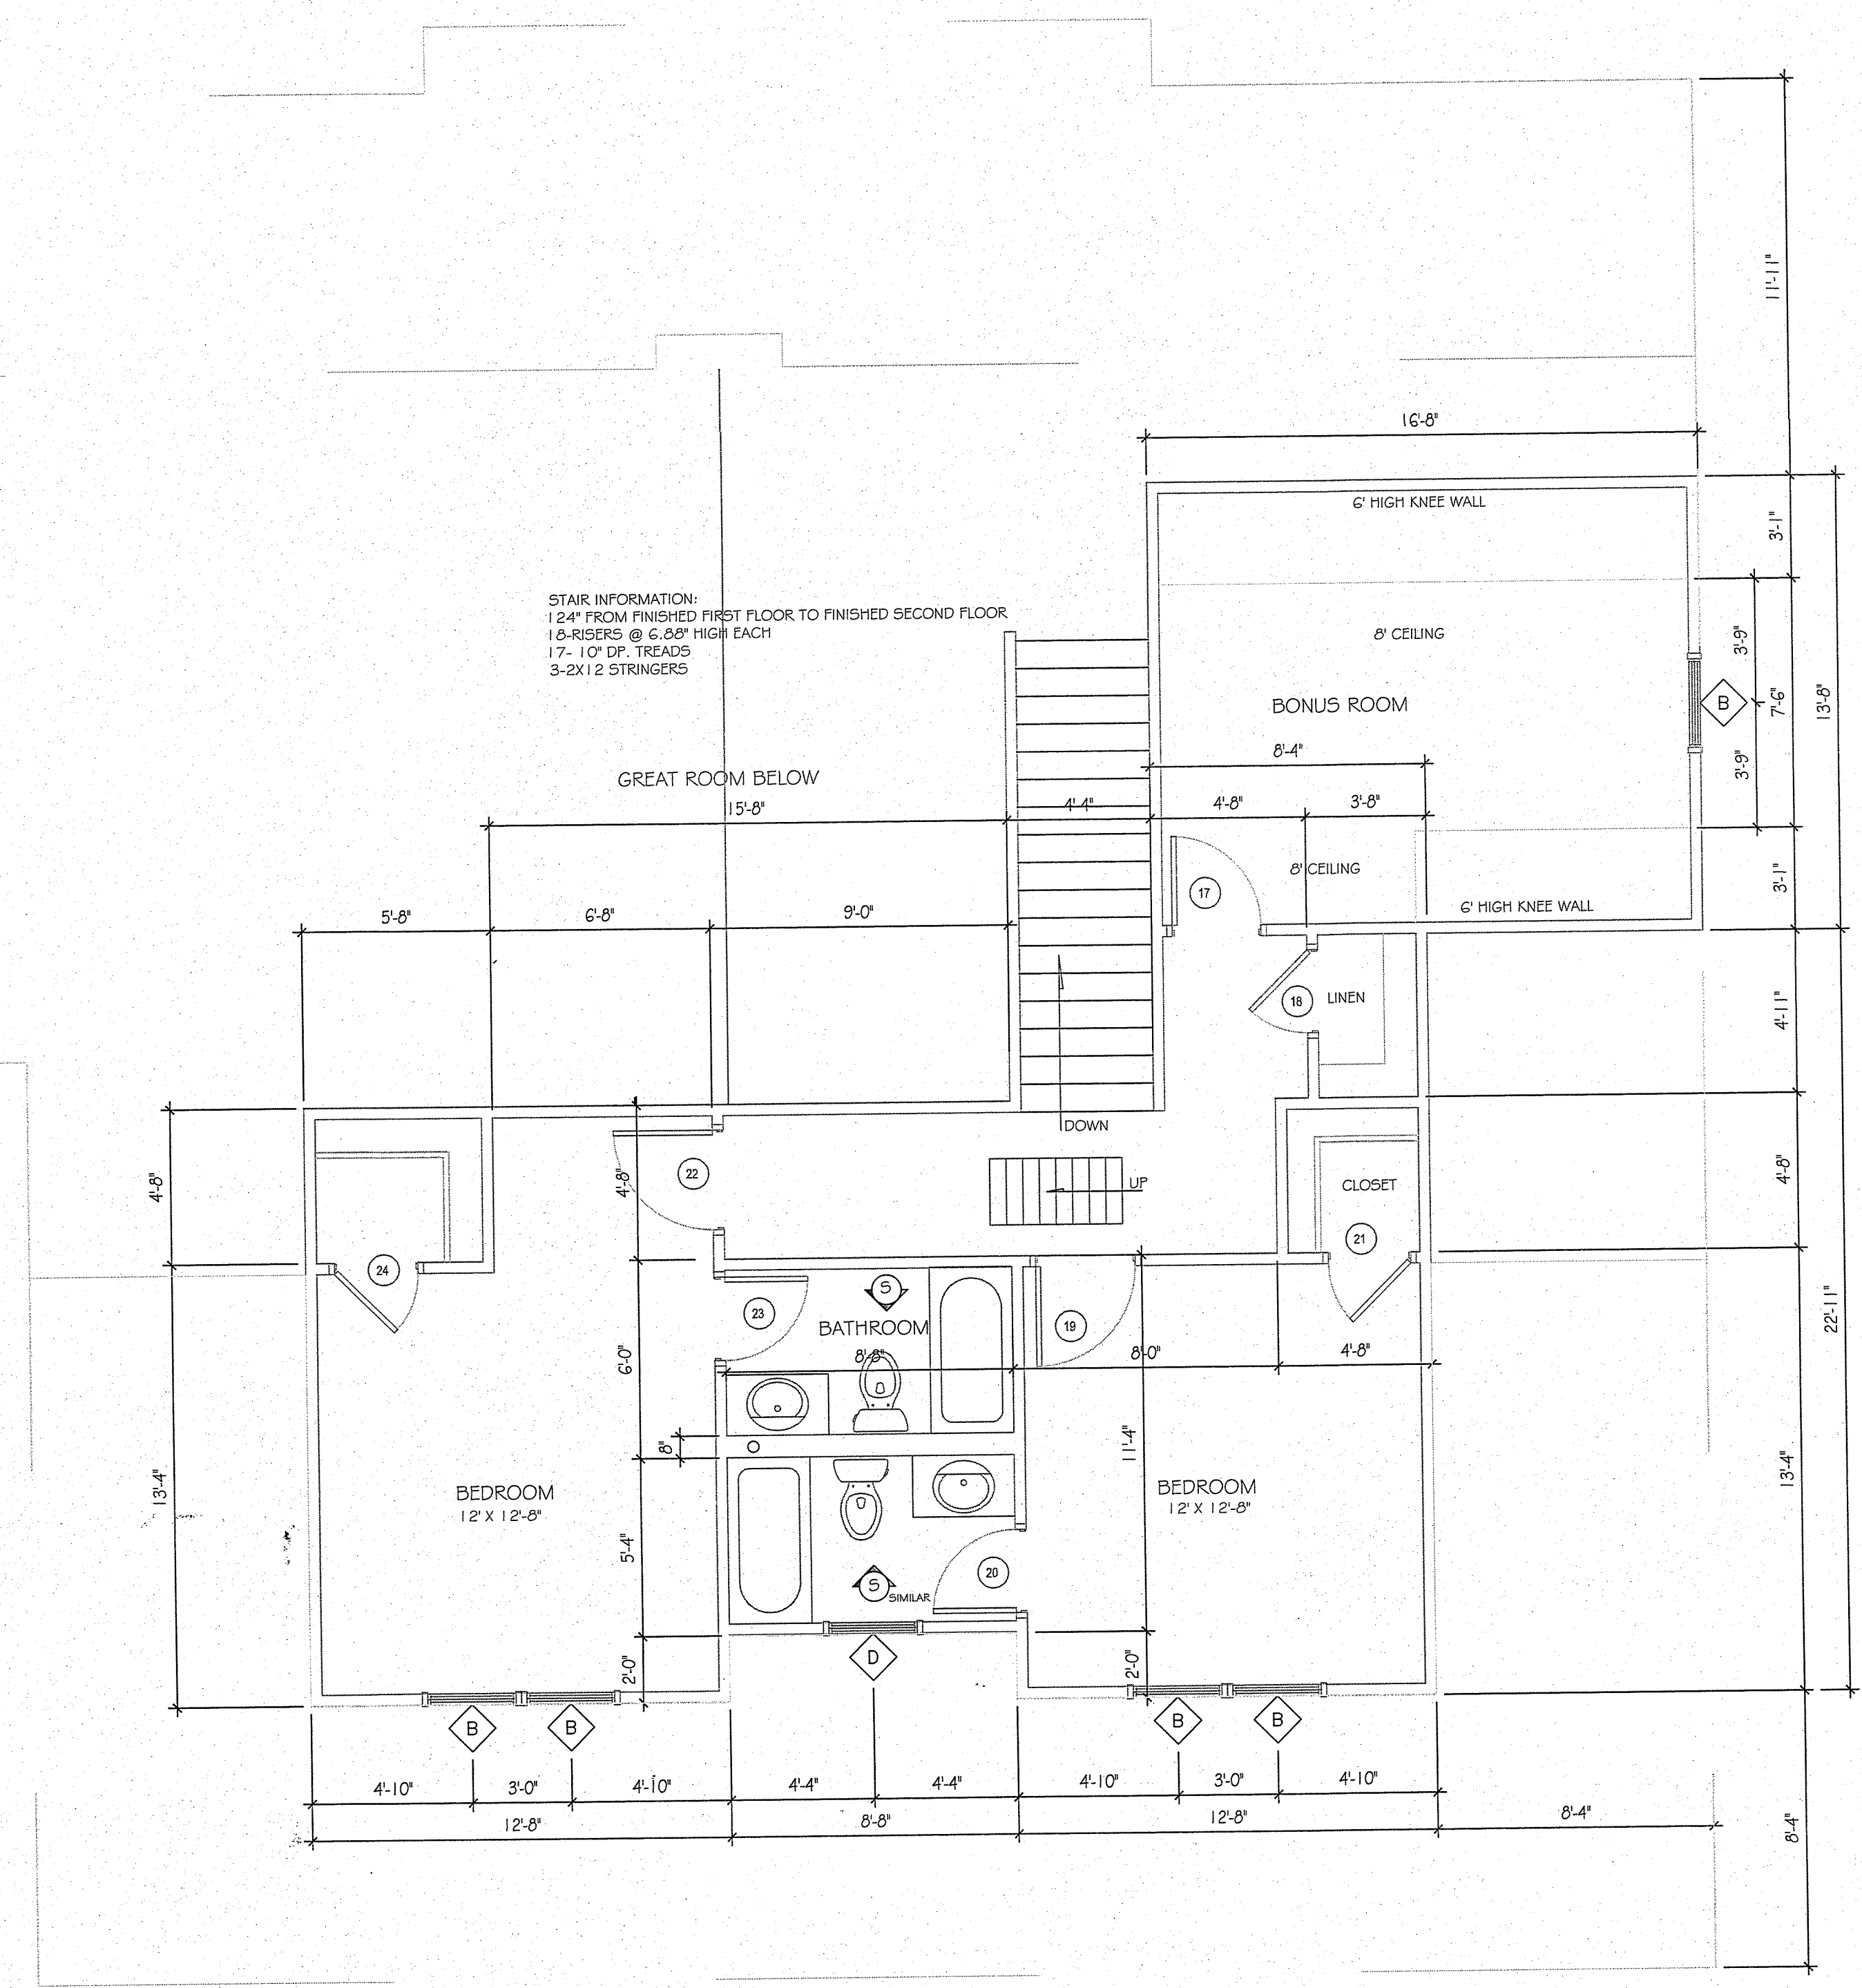 11'-11"
16'-8"
6' HIGH KNEE WALL
3'-1"
STAIR INFORMATION:
124" FROM FINISHED FIRST FLOOR TO FINISHED SECOND FLOOR
18-RISERS @ 6.88" HIGH EACH
17- 10" DP. TREADS
3-2X12 STRINGERS
8' CEILING
3'-9"
BONUS ROOM
B
7'-6"
13'-8"
8'-4"
3'-9"
GREAT ROOM BELOW
15'-8"
4'-4"
4'-8"
3'-8"
8' CEILING
3'-1"
17
6' HIGH KNEE WALL
5'-8"
6'-8"
9'-0"
18
LINEN
4'-11"
DOWN
4'-8"
4'-8"
22
UP
CLOSET
4'-8"
21
24
S
23
BATHROOM
19
22'-11"
6'-0"
8'-8"
8'-0"
4'-8"
8"
11'-4"
13'-4"
13'-4"
BEDROOM
12' X 12'-8"
BEDROOM
12' X 12'-8"
5'-4"
20
S
SIMILAR
2'-0"
D
2'-0"
B
B
B
B
4'-10"
3'-0"
4'-10"
4'-4"
4'-4"
4'-10"
3'-0"
4'-10"
12'-8"
8'-8"
12'-8"
8'-4"
8'-4"